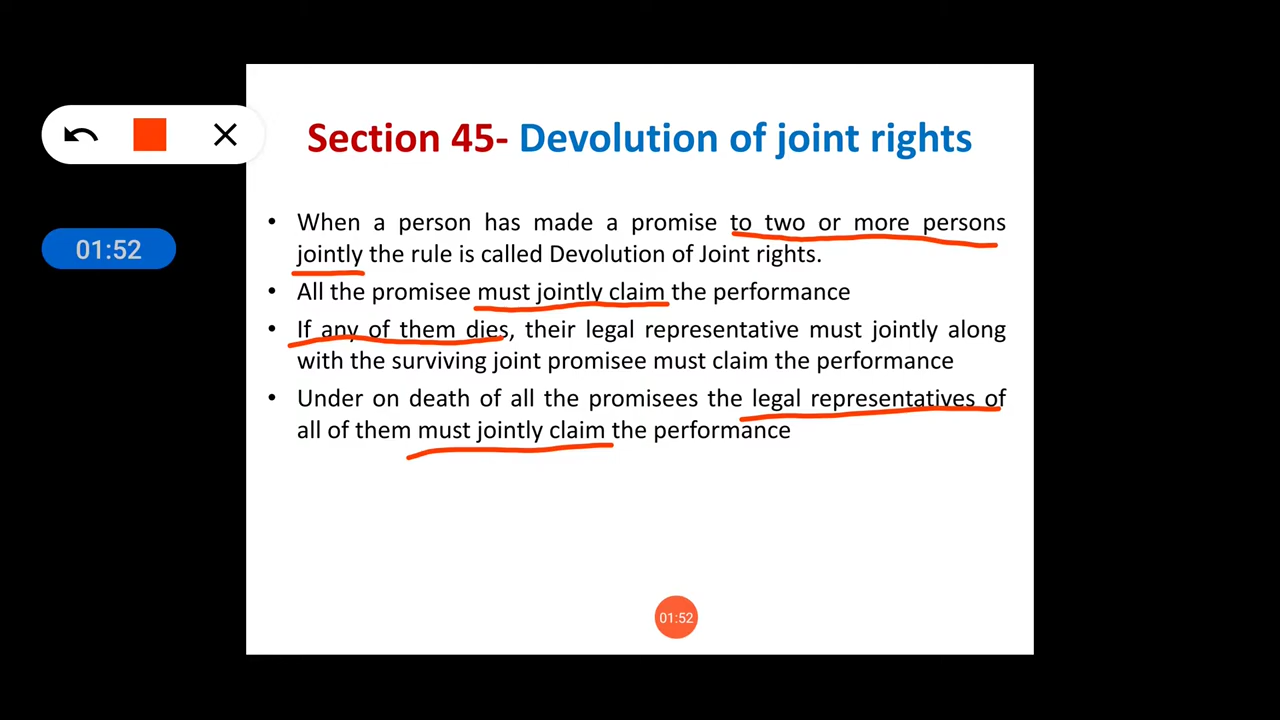 Section 45- Devolution of joint rights
01:52
• When a person has made a promise to two or more persons
jointly the rule is called Devolution of Joint rights.
• All the promisee must jointly claim the performance
• If any of them dies, their legal representative must jointly along
with the surviving joint promisee must claim the performance
• Under on death of all the promisees the legal representatives of
all of them must jointly claim the performance
01:52